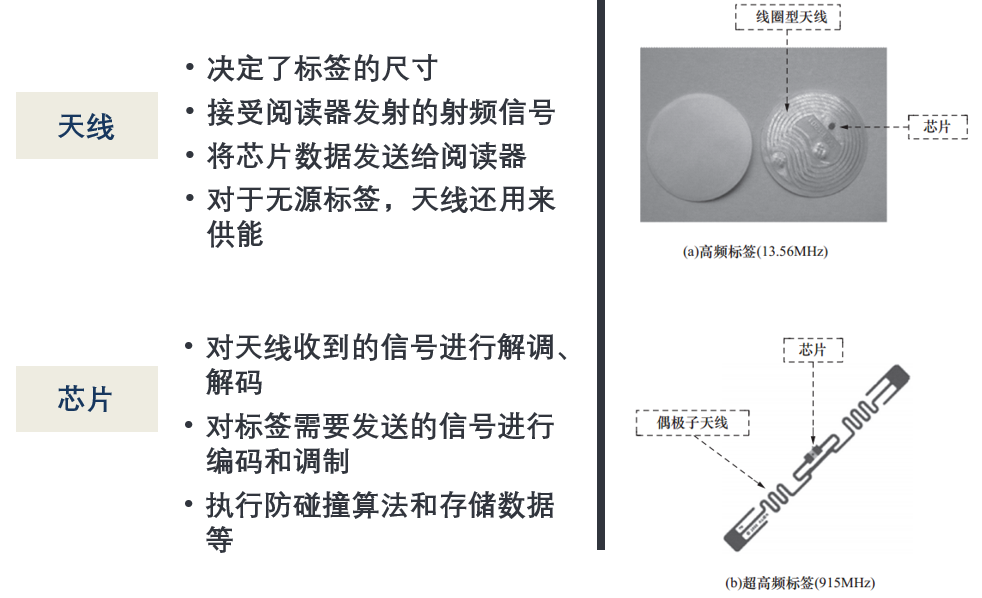 天线
• 决定了标签的尺寸
• 接受阅读器发射的射频信号
• 将芯片数据发送给阅读器
• 对于无源标签，天线还用来
供能
芯片
• 对天线收到的信号进行解调、
解码
• 对标签需要发送的信号进行
编码和调制
• 执行防碰撞算法和存储数据
等
线圈型天线
芯片
(a)高频标签(13.56MHz)
芯片
偶极子天线
(b)超高频标签(915MHz)